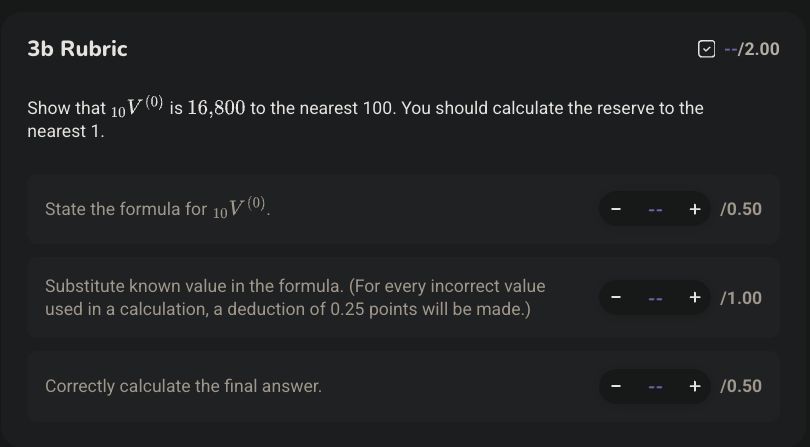 3b Rubric
--/2.00
Show that ₁₀V⁽⁰⁾ is 16,800 to the nearest 100. You should calculate the reserve to the
nearest 1.
State the formula for ₁₀V⁽⁰⁾.
− -- + /0.50
Substitute known value in the formula. (For every incorrect value
used in a calculation, a deduction of 0.25 points will be made.)
− -- + /1.00
Correctly calculate the final answer.
− -- + /0.50